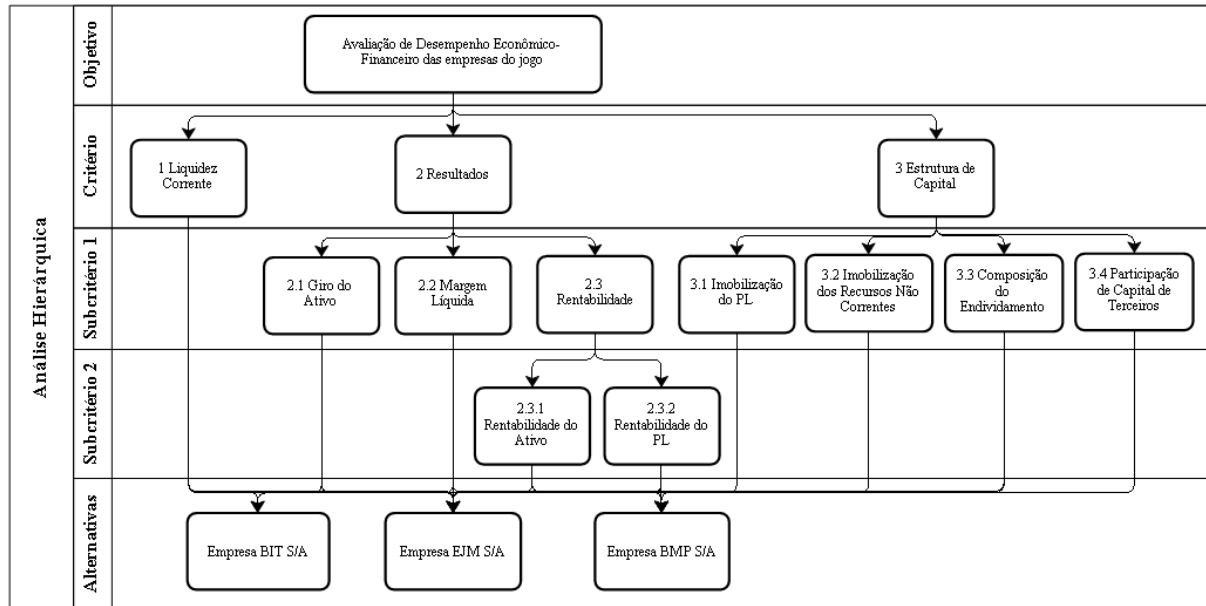 Análise Hierárquica
Objetivo
Avaliação de Desempenho Econômico-
Financeiro das empresas do jogo
Critério
1 Liquidez
Corrente
2 Resultados
3 Estrutura de
Capital
Subcritério 1
2.1 Giro do
Ativo
2.2 Margem
Líquida
2.3
Rentabilidade
3.1 Imobilização
do PL
3.2 Imobilização
dos Recursos Não
Correntes
3.3 Composição
do
Endividamento
3.4 Participação
de Capital de
Terceiros
Subcritério 2
2.3.1
Rentabilidade do
Ativo
2.3.2
Rentabilidade do
PL
Alternativas
Empresa BIT S/A
Empresa EJM S/A
Empresa BMP S/A